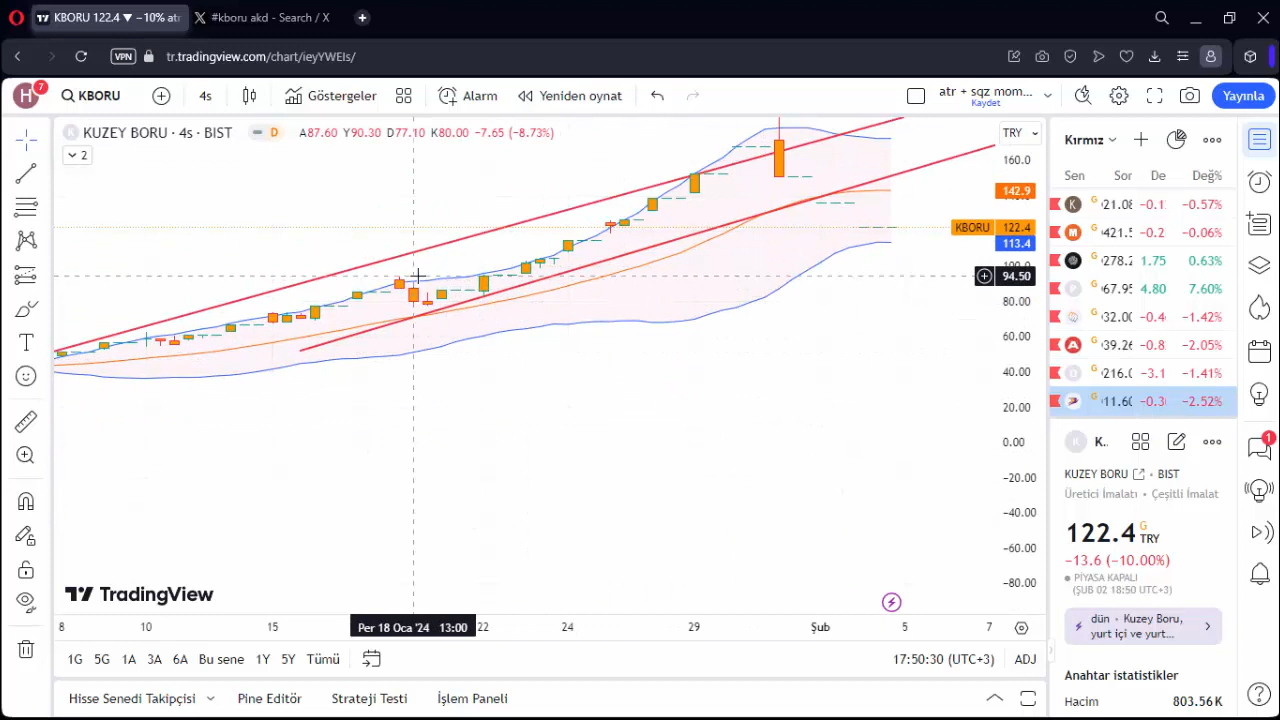 KBORU 122.4 ▼ −10% atr
#kboru akd - Search / X
VPN
tr.tradingview.com/chart/ieyYWEIs/
H
7
KBORU
4s
Göstergeler
Alarm
Yeniden oynat
atr + sqz mom...
Kaydet
Yayınla
KUZEY BORU · 4s · BIST
D
A87.60 Y90.30 D77.10 K80.00 −7.65 (−8.73%)
2
TRY
160.0
142.9
KBORU 122.4
113.4
94.50
80.00
60.00
40.00
20.00
0.00
−20.00
−40.00
−60.00
−80.00
TradingView
8
10
15
Per 18 Oca '24 13:00
22
24
29
Şub
5
7
1G 5G 1A 3A 6A Bu sene 1Y 5Y Tümü
17:50:30 (UTC+3)
ADJ
Hisse Senedi Takipçisi
Pine Editör
Strateji Testi
İşlem Paneli
Kırmız
Sen Sor De Değ%
−0.57%
−0.06%
1.75 0.63%
4.80 7.60%
−1.42%
−2.05%
−1.41%
−2.52%
K..
KUZEY BORU · BIST
Üretici İmalatı · Çeşitli İmalat
122.4 G TRY
−13.6 (−10.00%)
PİYASA KAPALI
(ŞUB 02 18:50 UTC+3)
dün · Kuzey Boru,
yurt içi ve yurt...
Anahtar istatistikler
Hacim 803.56K
1